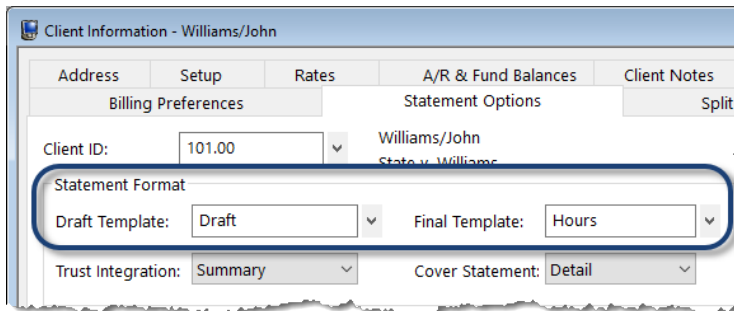 Client Information - Williams/John
Address Setup Rates A/R & Fund Balances Client Notes
Billing Preferences Statement Options Split
Client ID: 101.00 Williams/John
State v. Williams
Statement Format
Draft Template: Draft Final Template: Hours
Trust Integration: Summary Cover Statement: Detail